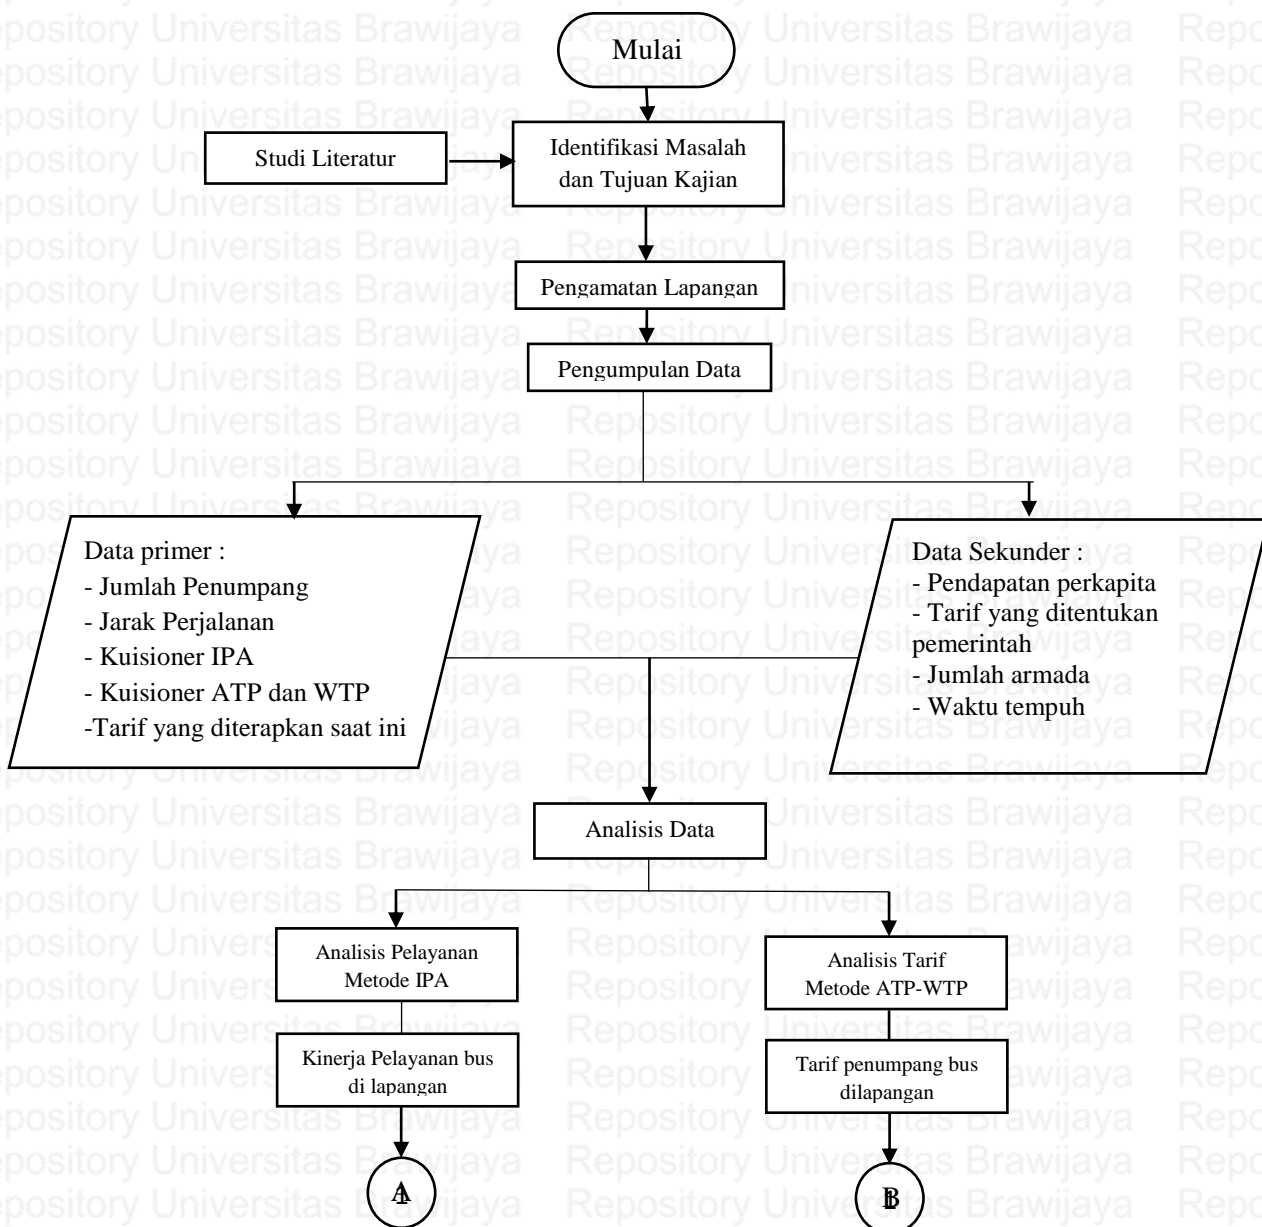 Mulai
Studi Literatur
Identifikasi Masalah
dan Tujuan Kajian
Pengamatan Lapangan
Pengumpulan Data
Data primer :
- Jumlah Penumpang
- Jarak Perjalanan
- Kuisioner IPA
- Kuisioner ATP dan WTP
-Tarif yang diterapkan saat ini
Data Sekunder :
- Pendapatan perkapita
- Tarif yang ditentukan
pemerintah
- Jumlah armada
- Waktu tempuh
Analisis Data
Analisis Pelayanan
Metode IPA
Analisis Tarif
Metode ATP-WTP
Kinerja Pelayanan bus
di lapangan
Tarif penumpang bus
dilapangan
A
B